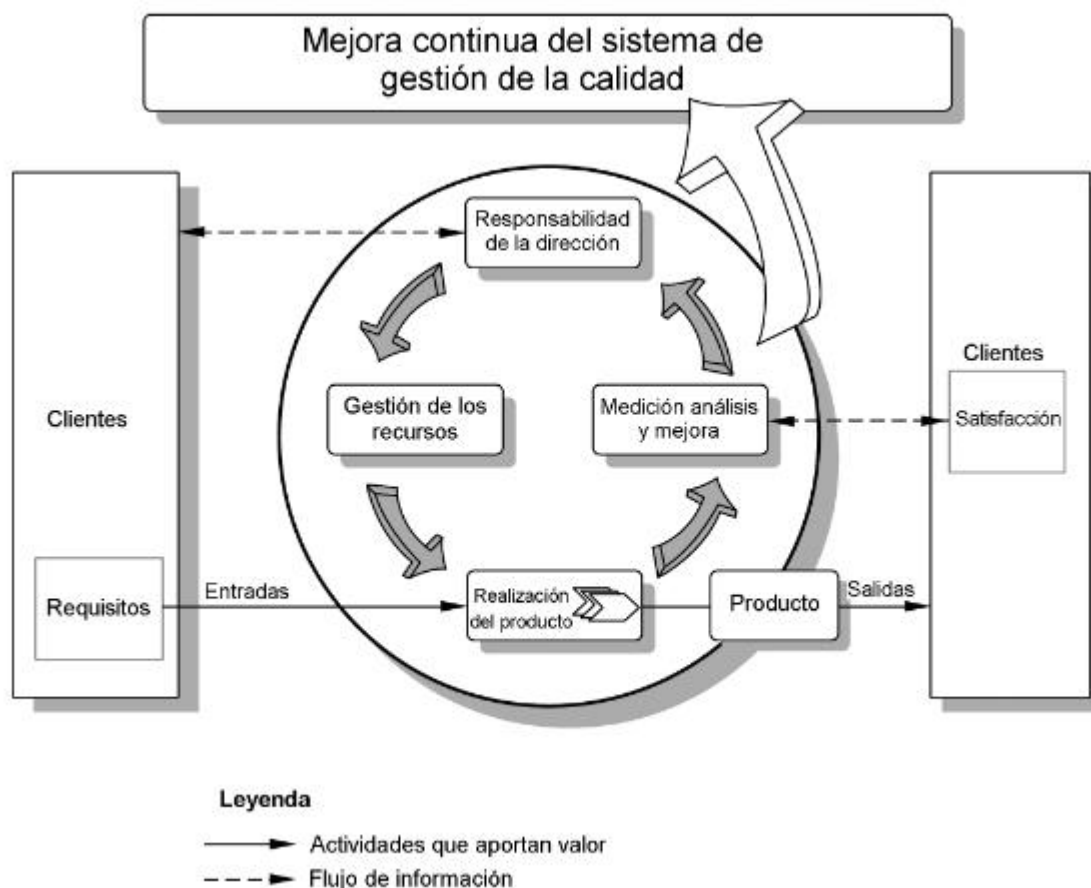 Mejora continua del sistema de
gestión de la calidad
Responsabilidad
de la dirección
Clientes
Gestión de los
recursos
Medición análisis
y mejora
Clientes
Satisfacción
Requisitos
Entradas
Realización
del producto
Producto
Salidas
Leyenda
Actividades que aportan valor
Flujo de información